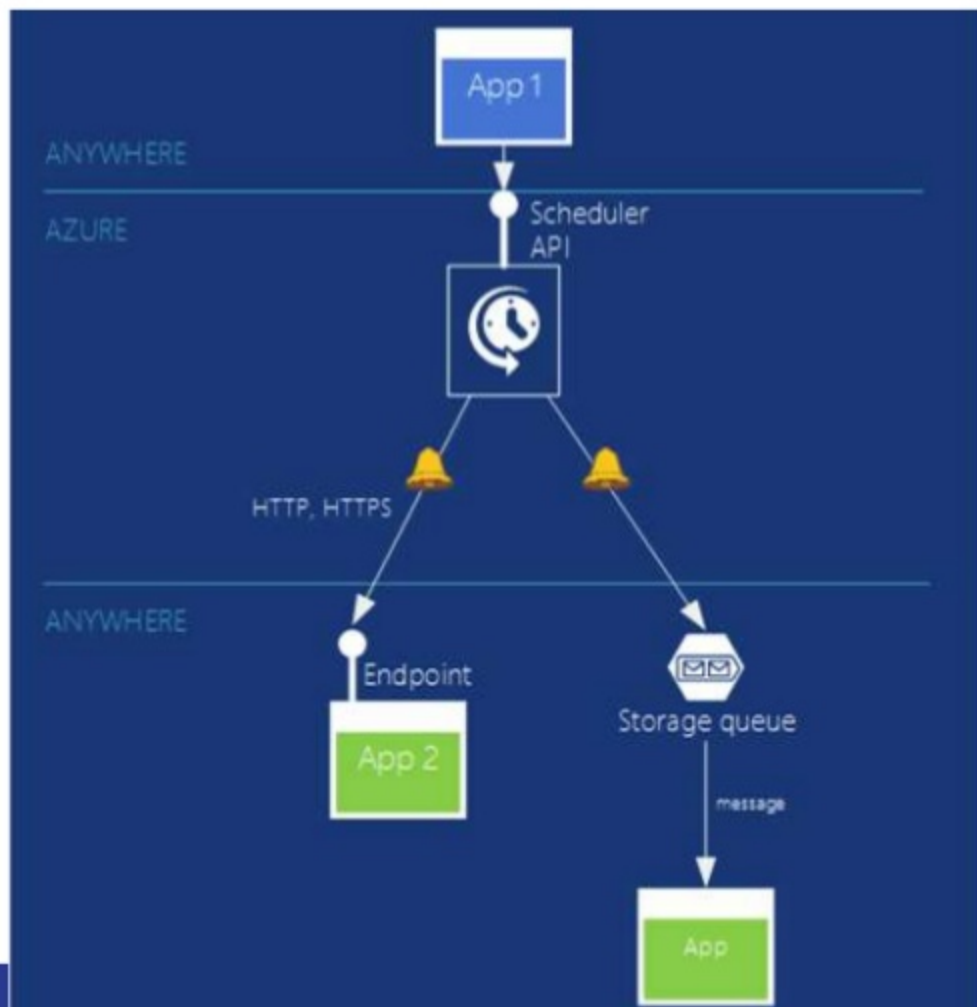 App 1
ANYWHERE
AZURE
Scheduler
API
HTTP, HTTPS
ANYWHERE
Endpoint
App 2
Storage queue
message
App